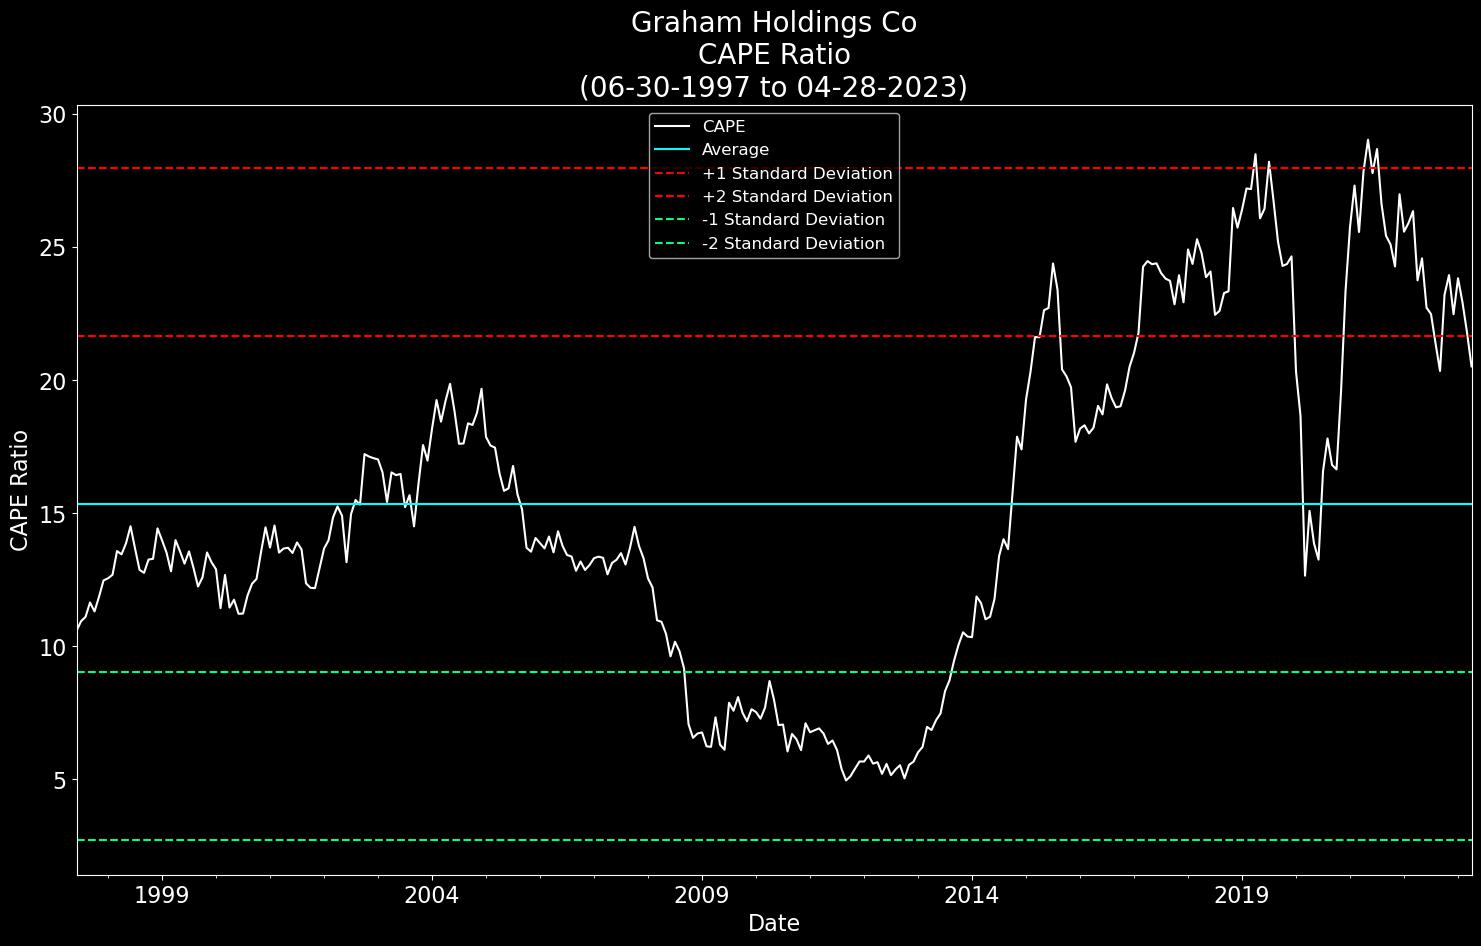 Graham Holdings Co
CAPE Ratio
(06-30-1997 to 04-28-2023)
30
25
20
15
10
5
CAPE Ratio
CAPE
Average
+1 Standard Deviation
+2 Standard Deviation
-1 Standard Deviation
-2 Standard Deviation
1999 2004 2009 2014 2019
Date